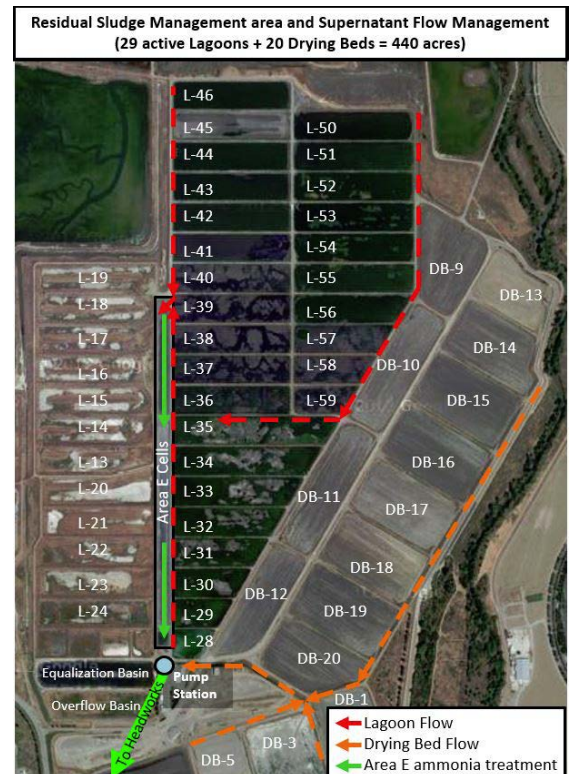 Residual Sludge Management area and Supernatant Flow Management
(29 active Lagoons + 20 Drying Beds = 440 acres)
L-46
L-45
L-50
L-44
L-51
L-43
L-52
L-42
L-53
L-41
L-54
L-40
L-55
L-39
L-56
L-38
L-57
L-37
L-58
L-36
L-59
L-35
L-34
L-33
L-32
L-31
L-30
L-29
L-28
L-19
L-18
L-17
L-16
L-15
L-14
L-13
L-20
L-21
L-22
L-23
L-24
Area E Cells
DB-9
DB-13
DB-10
DB-14
DB-15
DB-16
DB-11
DB-17
DB-18
DB-12
DB-19
DB-20
DB-1
DB-3
DB-5
Equalization Basin
Pump
Station
Overflow Basin
To Headworks
Lagoon Flow
Drying Bed Flow
Area E ammonia treatment